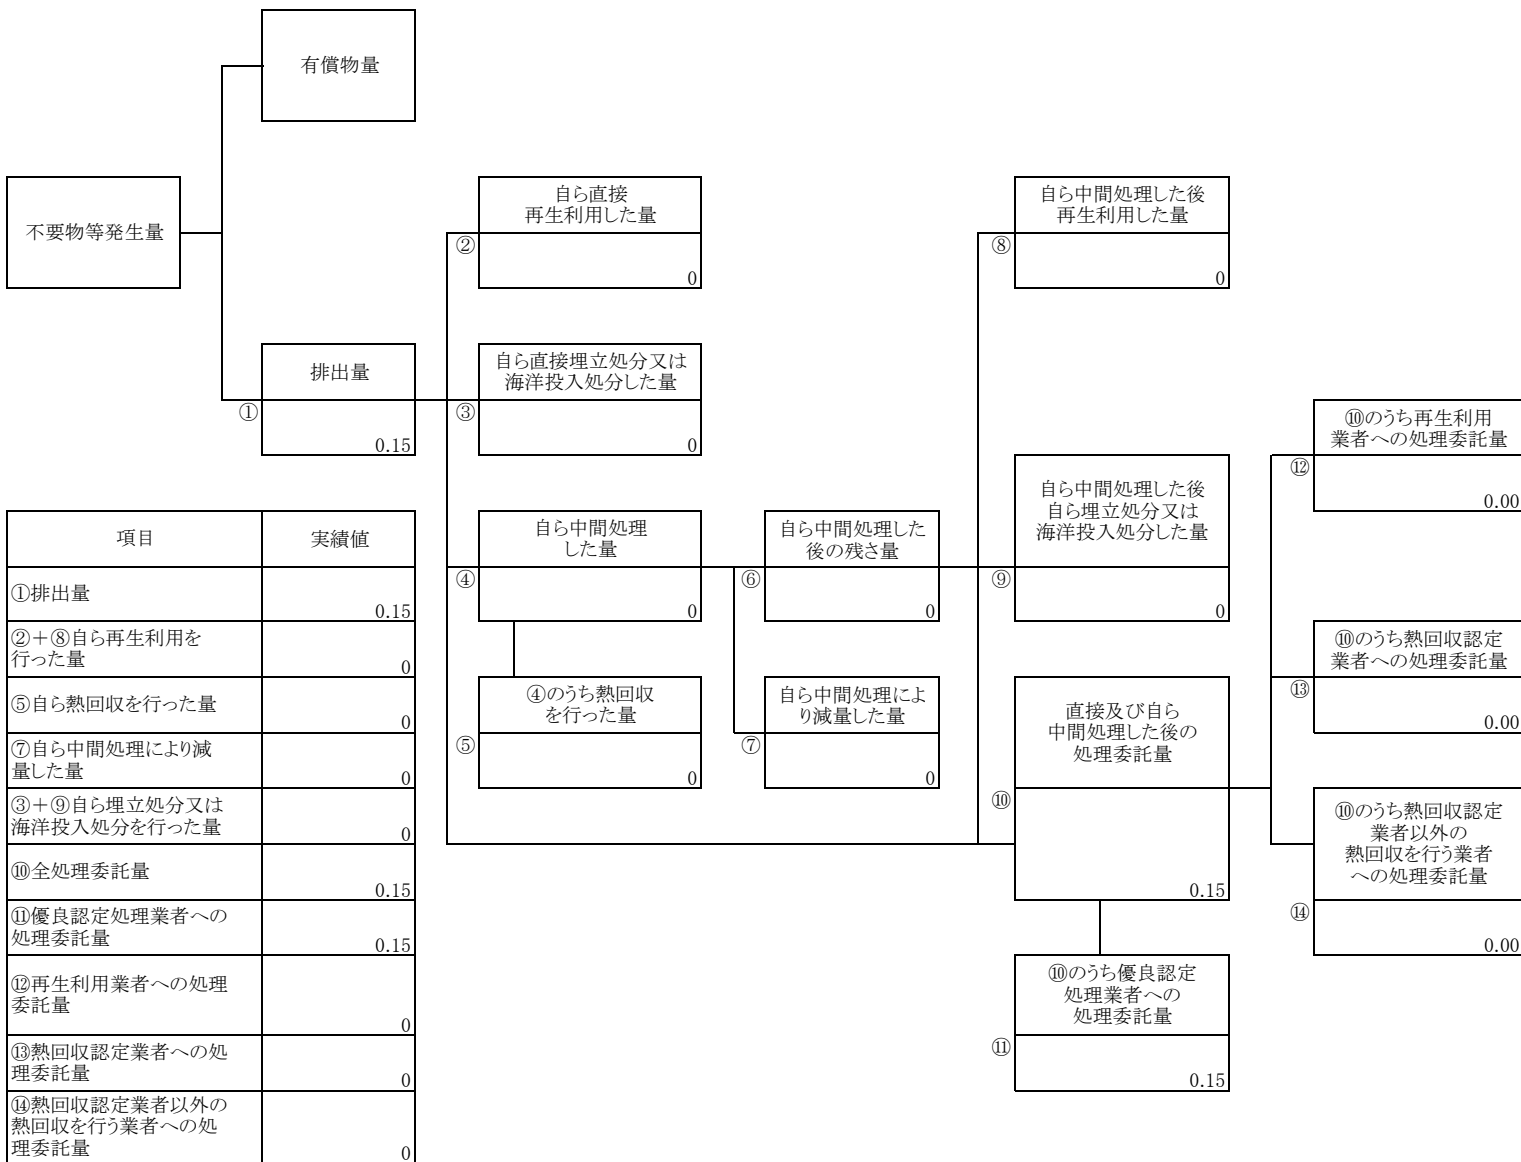 有償物量
不要物等発生量
排出量
①
0.15
自ら直接
再生利用した量
②
0
自ら直接埋立処分又は
海洋投入処分した量
③
0
自ら中間処理
した量
④
0
④のうち熱回収
を行った量
⑤
0
自ら中間処理した
後の残さ量
⑥
0
自ら中間処理によ
り減量した量
⑦
0
自ら中間処理した後
再生利用した量
⑧
0
自ら中間処理した後
自ら埋立処分又は
海洋投入処分した量
⑨
0
直接及び自ら
中間処理した後の
処理委託量
⑩
0.15
⑩のうち優良認定
処理業者への
処理委託量
⑪
0.15
⑩のうち再生利用
業者への処理委託量
⑫
0.00
⑩のうち熱回収認定
業者への処理委託量
⑬
0.00
⑩のうち熱回収認定
業者以外の
熱回収を行う業者
への処理委託量
⑭
0.00
項目 実績値
①排出量
0.15
②+⑧自ら再生利用を
行った量
0
⑤自ら熱回収を行った量
0
⑦自ら中間処理により減
量した量
0
③+⑨自ら埋立処分又は
海洋投入処分を行った量
0
⑩全処理委託量
0.15
⑪優良認定処理業者への
処理委託量
0.15
⑫再生利用業者への処理
委託量
0
⑬熱回収認定業者への処
理委託量
0
⑭熱回収認定業者以外の
熱回収を行う業者への処
理委託量
0